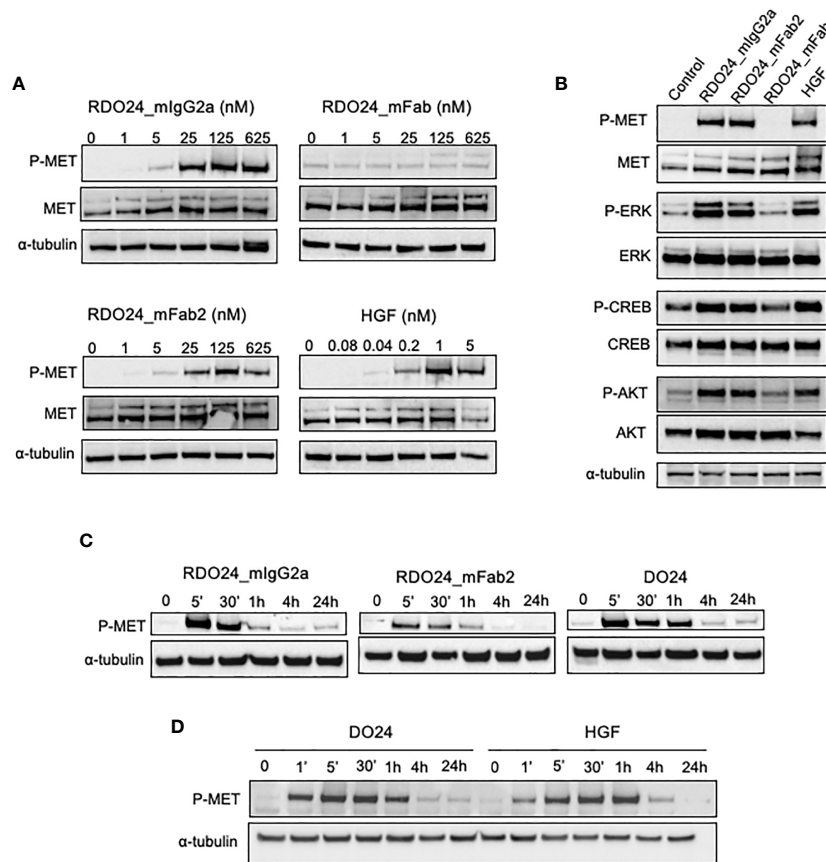 A
RDO24_mIgG2a (nM)
0 1 5 25 125 625
P-MET
MET
α-tubulin
RDO24_mFab (nM)
0 1 5 25 125 625
RDO24_mFab2 (nM)
0 1 5 25 125 625
P-MET
MET
α-tubulin
HGF (nM)
0 0.08 0.04 0.2 1 5
B
Control RDO24_mIgG2a RDO24_mFab2 RDO24_mFab HGF
P-MET
MET
P-ERK
ERK
P-CREB
CREB
P-AKT
AKT
α-tubulin
C
RDO24_mIgG2a
0 5' 30' 1h 4h 24h
P-MET
α-tubulin
RDO24_mFab2
0 5' 30' 1h 4h 24h
DO24
0 5' 30' 1h 4h 24h
D
DO24 HGF
0 1' 5' 30' 1h 4h 24h 0 1' 5' 30' 1h 4h 24h
P-MET
α-tubulin